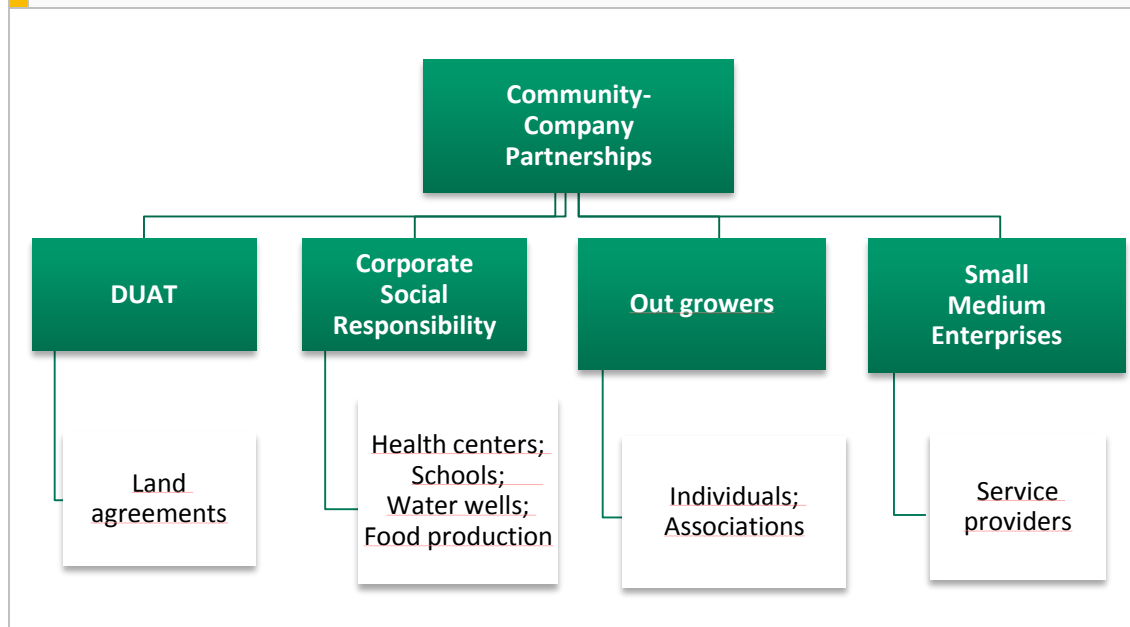 Community-
Company
Partnerships
DUAT
Corporate
Social
Responsibility
Out growers
Small
Medium
Enterprises
Land
agreements
Health centers;
Schools;
Water wells;
Food production
Individuals;
Associations
Service
providers